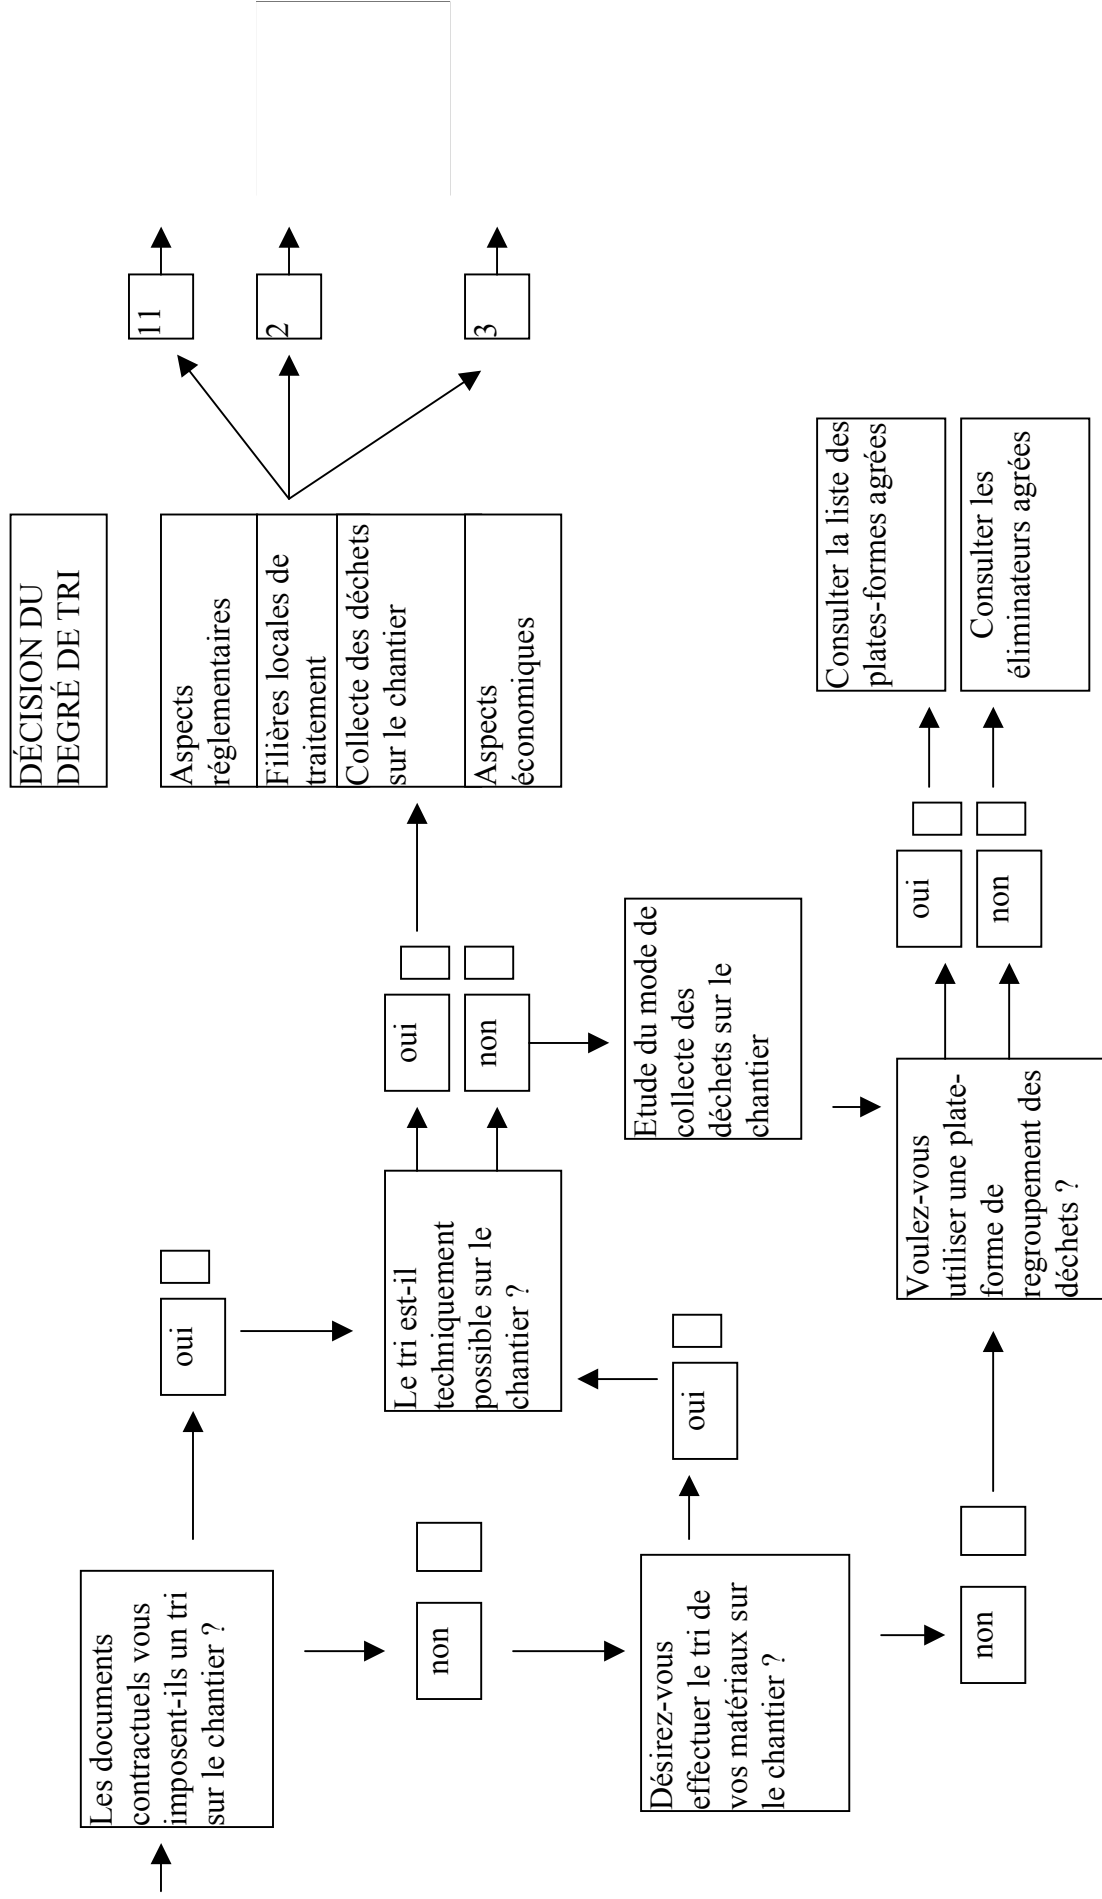 DÉCISION DU
DEGRÉ DE TRI
Les documents
contractuels vous
imposent-ils un tri
sur le chantier ?
oui
non
Le tri est-il
techniquement
possible sur le
chantier ?
oui
non
Aspects
réglementaires
Filières locales de
traitement
Collecte des déchets
sur le chantier
Aspects
économiques
11
2
3
Désirez-vous
effectuer le tri de
vos matériaux sur
le chantier ?
oui
non
Etude du mode de
collecte des
déchets sur le
chantier
Voulez-vous
utiliser une plate-
forme de
regroupement des
déchets ?
oui
non
Consulter la liste des
plates-formes agréées
Consulter les
éliminateurs agréées